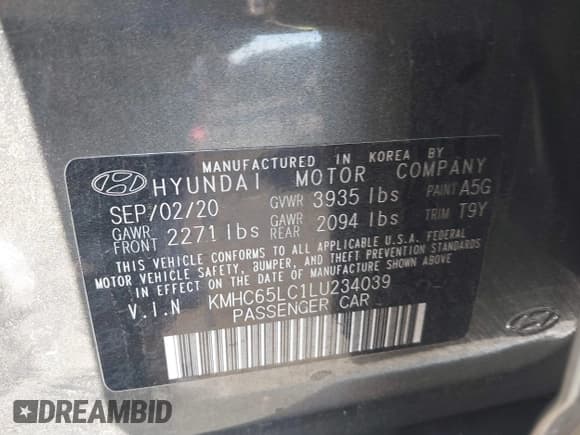 MANUFACTURED IN KOREA BY
HYUNDAI MOTOR COMPANY
SEP/02/20 GVWR 3935 lbs PAINT A5G
GAWR FRONT 2271 lbs GAWR REAR 2094 lbs TRIM T9Y
THIS VEHICLE CONFORMS TO ALL APPLICABLE U.S.A. FEDERAL
MOTOR VEHICLE SAFETY, BUMPER, AND THEFT PREVENTION STANDARDS
IN EFFECT ON THE DATE OF MANUFACTURE SHOWN ABOVE.
V.I.N KMHC65LC1LU234039
PASSENGER CAR
DREAMBID